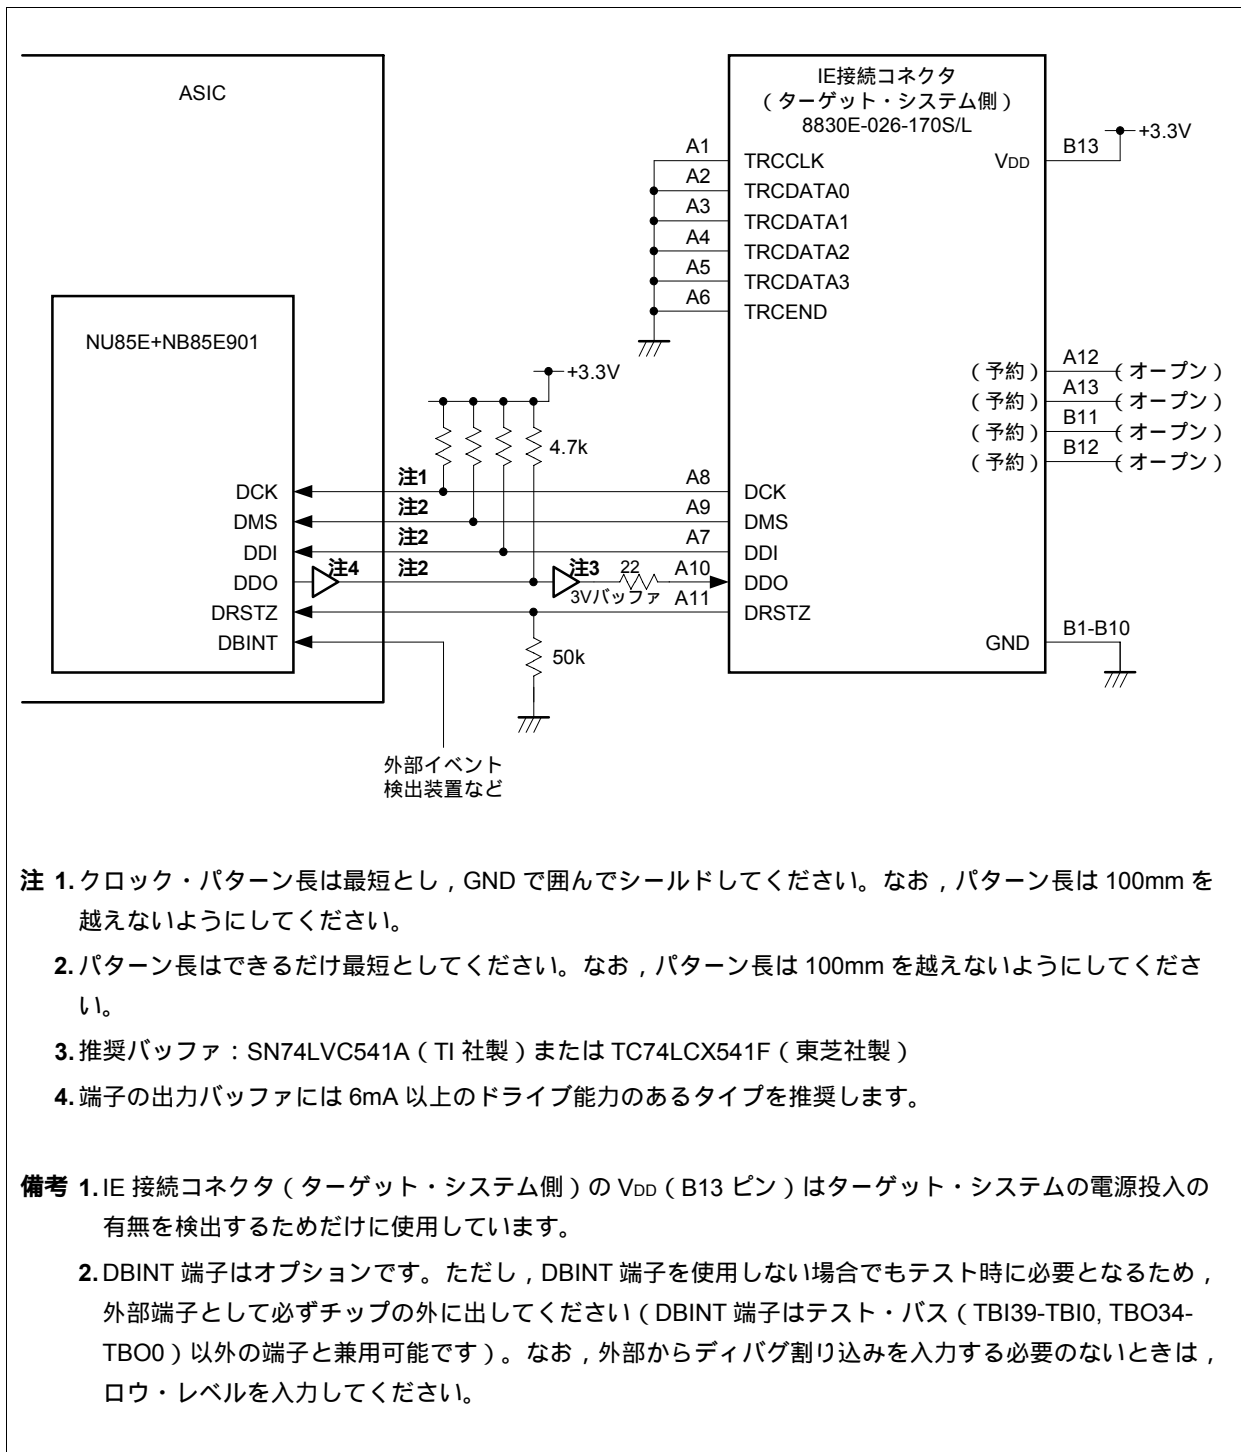 ASIC
NU85E+NB85E901
DCK
DMS
DDI
DDO
DRSTZ
DBINT
注4
注1
注2
注2
注2
+3.3V
4.7k
注3
22
3Vバッファ
50k
外部イベント
検出装置など
IE接続コネクタ
（ターゲット・システム側）
8830E-026-170S/L
A1
TRCCLK
A2
TRCDATA0
A3
TRCDATA1
A4
TRCDATA2
A5
TRCDATA3
A6
TRCEND
VDD
B13
+3.3V
（予約）
A12
（オープン）
（予約）
A13
（オープン）
（予約）
B11
（オープン）
（予約）
B12
（オープン）
A8
DCK
A9
DMS
A7
DDI
A10
DDO
A11
DRSTZ
GND
B1-B10
注 1. クロック・パターン長は最短とし，GND で囲んでシールドしてください。なお，パターン長は 100mm を
越えないようにしてください。
2. パターン長はできるだけ最短としてください。なお，パターン長は 100mm を越えないようにしてくださ
い。
3. 推奨バッファ：SN74LVC541A（TI 社製）または TC74LCX541F（東芝社製）
4. 端子の出力バッファには 6mA 以上のドライブ能力のあるタイプを推奨します。
備考 1. IE 接続コネクタ（ターゲット・システム側）の VDD（B13 ピン）はターゲット・システムの電源投入の
有無を検出するためだけに使用しています。
2. DBINT 端子はオプションです。ただし，DBINT 端子を使用しない場合でもテスト時に必要となるため，
外部端子として必ずチップの外に出してください（DBINT 端子はテスト・バス（TBI39-TBI0, TBO34-
TBO0）以外の端子と兼用可能です）。なお，外部からディバグ割り込みを入力する必要のないときは，
ロウ・レベルを入力してください。